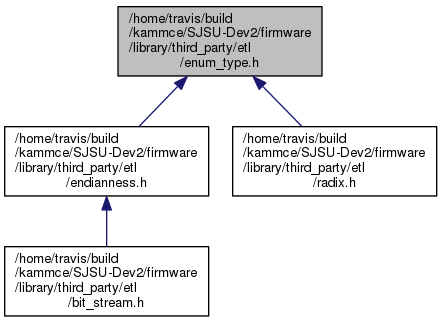 /home/travis/build
/kammce/SJSU-Dev2/firmware
/library/third_party/etl
/enum_type.h
/home/travis/build
/kammce/SJSU-Dev2/firmware
/library/third_party/etl
/endianness.h
/home/travis/build
/kammce/SJSU-Dev2/firmware
/library/third_party/etl
/radix.h
/home/travis/build
/kammce/SJSU-Dev2/firmware
/library/third_party/etl
/bit_stream.h